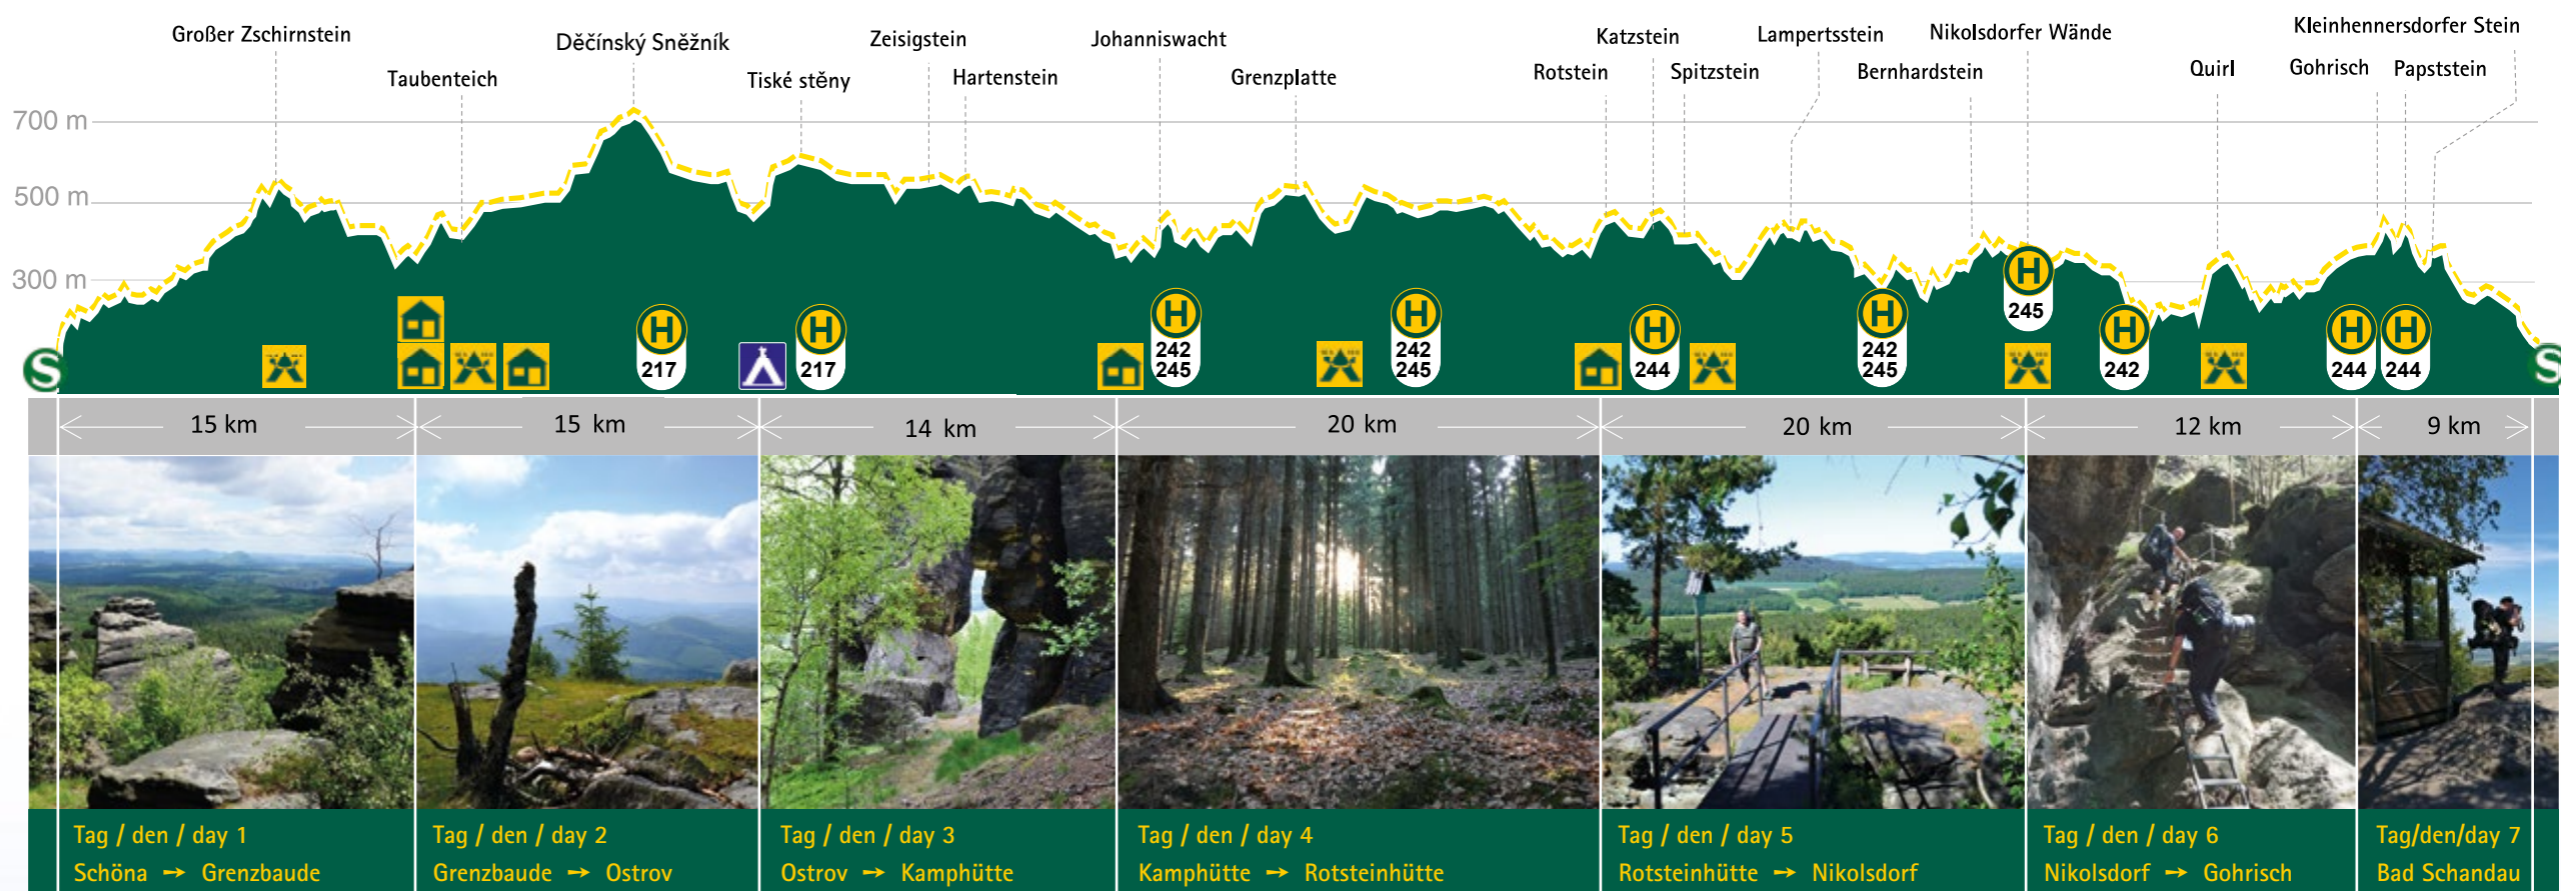 Großer Zschirnstein
Taubenteich
Děčínský Sněžník
Tiské stěny
Zeisigstein
Hartenstein
Johanniswacht
Grenzplatte
Rotstein
Katzstein
Spitzstein
Lampertsstein
Bernhardstein
Nikolsdorfer Wände
Quirl
Gohrisch
Papststein
Kleinhennersdorfer Stein
700 m
500 m
300 m
S
H
217
H
217
H
242
245
H
242
245
H
244
H
242
245
H
245
H
242
H
244
H
244
S
15 km
15 km
14 km
20 km
20 km
12 km
9 km
Tag / den / day 1
Schöna → Grenzbaude
Tag / den / day 2
Grenzbaude → Ostrov
Tag / den / day 3
Ostrov → Kamphütte
Tag / den / day 4
Kamphütte → Rotsteinhütte
Tag / den / day 5
Rotsteinhütte → Nikolsdorf
Tag / den / day 6
Nikolsdorf → Gohrisch
Tag/den/day 7
Bad Schandau